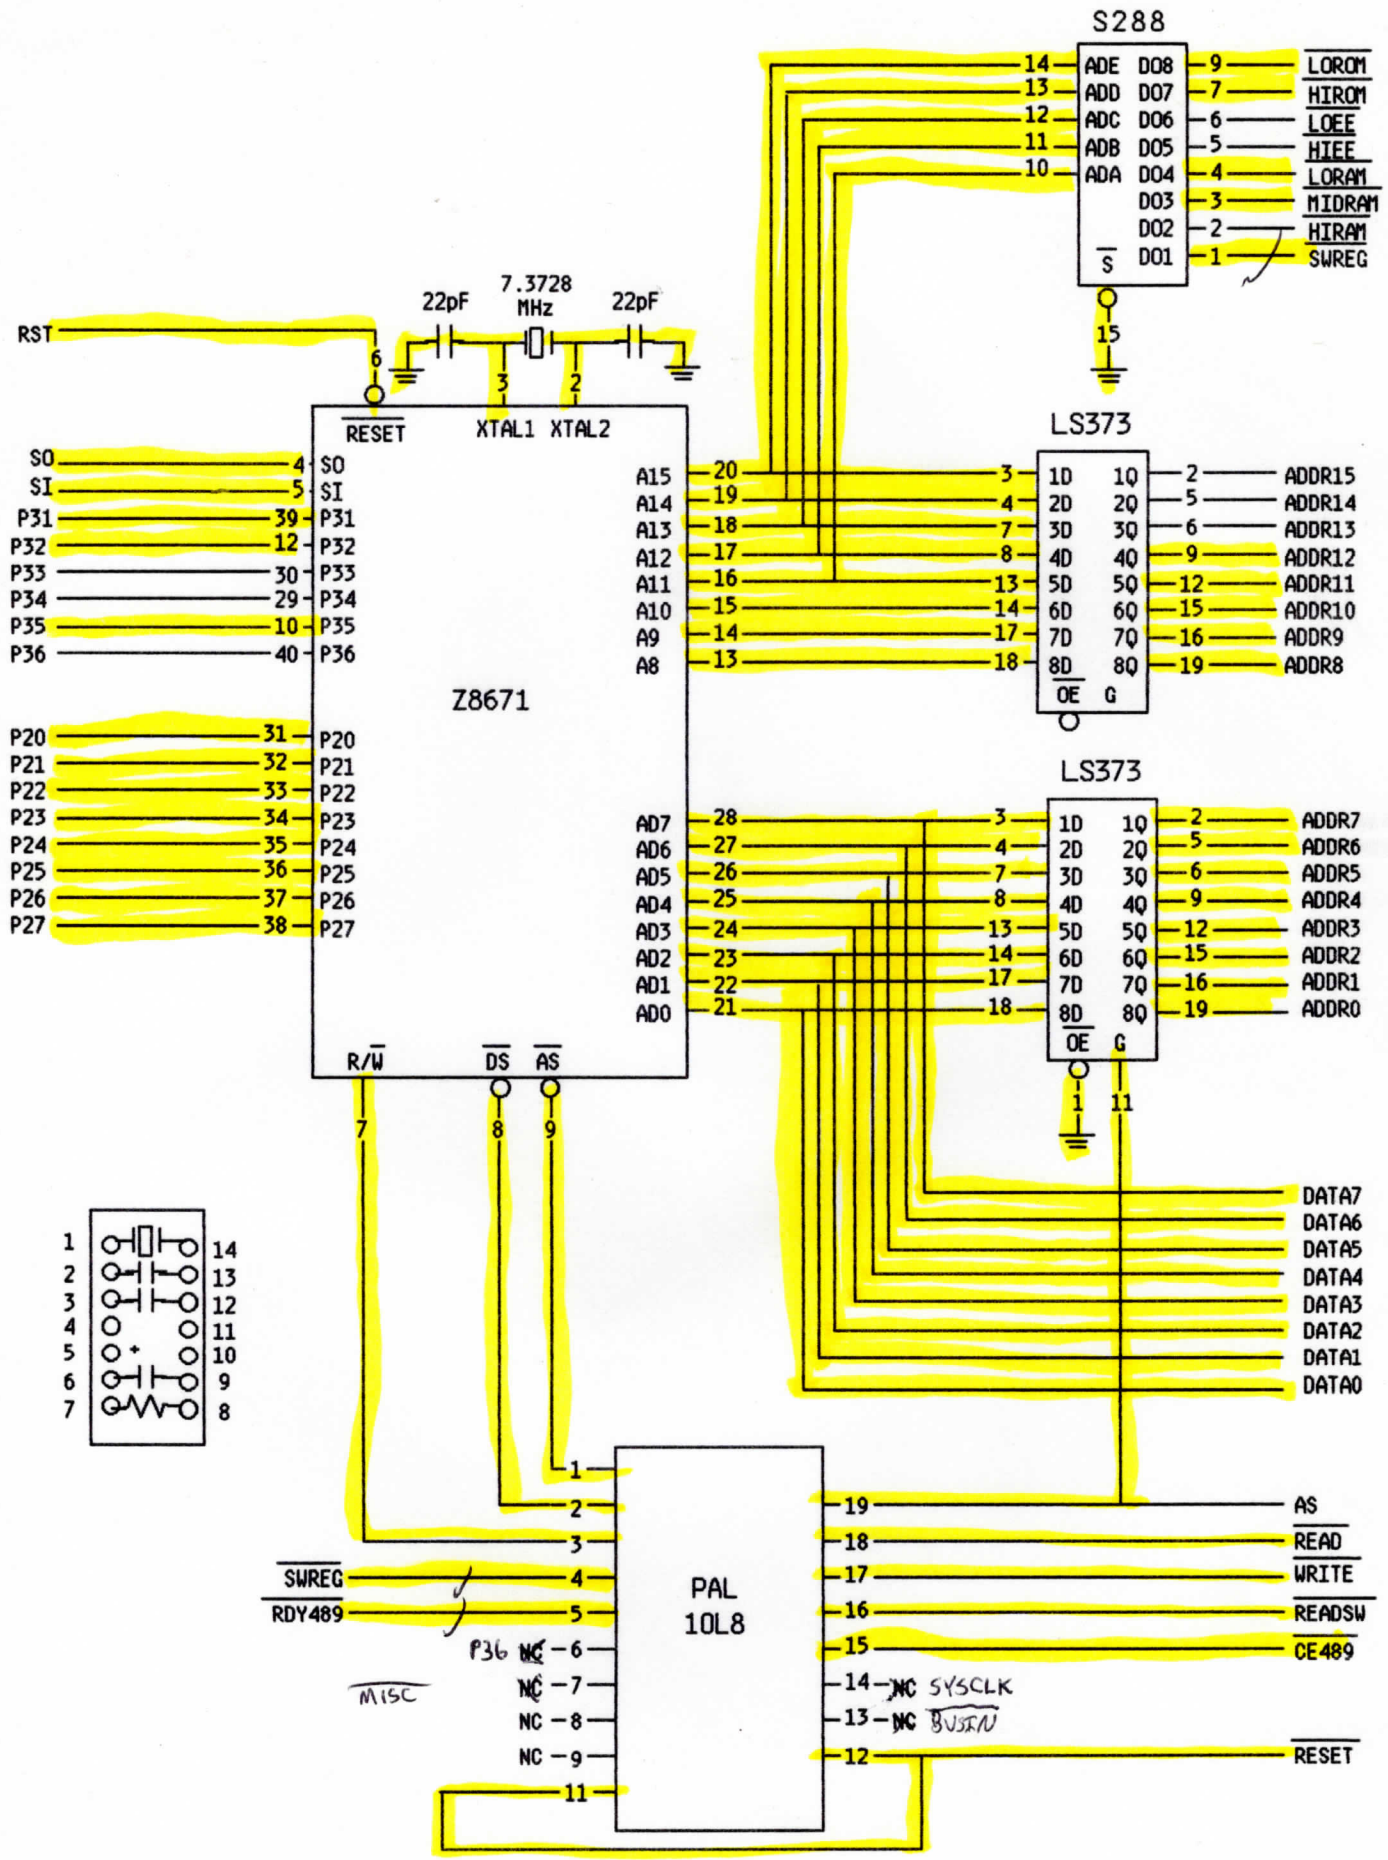 S288
14 ADE DO8 9 LOROM
13 ADD DO7 7 HIROM
12 ADC DO6 6 LOEE
11 ADB DO5 5 HIEE
10 ADA DO4 4 LORAM
DO3 3 MIDRAM
DO2 2 HIRAM
S DO1 1 SWREG
15
7.3728
MHz
22pF 22pF
RST
6 3 2
RESET XTAL1 XTAL2
LS373
SO 4 SO
SI 5 SI
P31 39 P31
P32 12 P32
P33 30 P33
P34 29 P34
P35 10 P35
P36 40 P36
A15 20 3 1D 1Q 2 ADDR15
A14 19 4 2D 2Q 5 ADDR14
A13 18 7 3D 3Q 6 ADDR13
A12 17 8 4D 4Q 9 ADDR12
A11 16 13 5D 5Q 12 ADDR11
A10 15 14 6D 6Q 15 ADDR10
A9 14 17 7D 7Q 16 ADDR9
A8 13 18 8D 8Q 19 ADDR8
OE G
Z8671
P20 31 P20
P21 32 P21
P22 33 P22
P23 34 P23
P24 35 P24
P25 36 P25
P26 37 P26
P27 38 P27
LS373
AD7 28 3 1D 1Q 2 ADDR7
AD6 27 4 2D 2Q 5 ADDR6
AD5 26 7 3D 3Q 6 ADDR5
AD4 25 8 4D 4Q 9 ADDR4
AD3 24 13 5D 5Q 12 ADDR3
AD2 23 14 6D 6Q 15 ADDR2
AD1 22 17 7D 7Q 16 ADDR1
AD0 21 18 8D 8Q 19 ADDR0
OE G
1 11
R/W DS AS
7 8 9
DATA7
DATA6
DATA5
DATA4
DATA3
DATA2
DATA1
DATA0
1 14
2 13
3 12
4 11
5 + 10
6 9
7 8
PAL
10L8
1
2 19 AS
3 18 READ
SWREG 4 17 WRITE
RDY489 5 16 READSW
P36 NC 6 15 CE489
MISC NC 7 14 NC SYSCLK
NC 8 13 NC BUSEN
NC 9 12 RESET
11